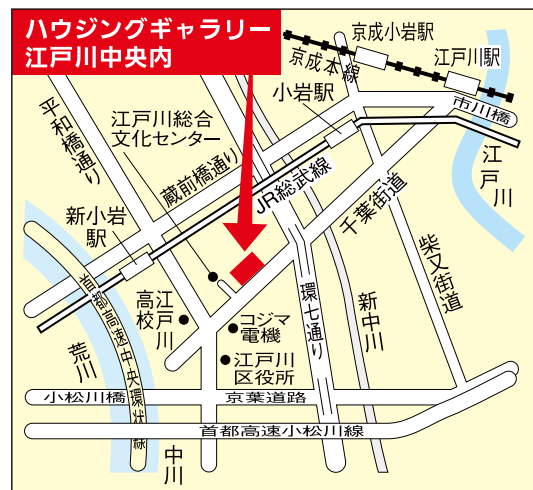 ハウジングギャラリー
江戸川中央内
京成小岩駅
京成本線
江戸川駅
小岩駅
市川橋
江戸川
平和橋通り
江戸川総合
文化センター
蔵前橋通り
JR総武線
千葉街道
柴又街道
新小岩
駅
首都高速中央環状線
荒川
江戸川
高校
コジマ
電機
江戸川
区役所
環七通り
新中川
小松川橋
京葉道路
首都高速小松川線
中川